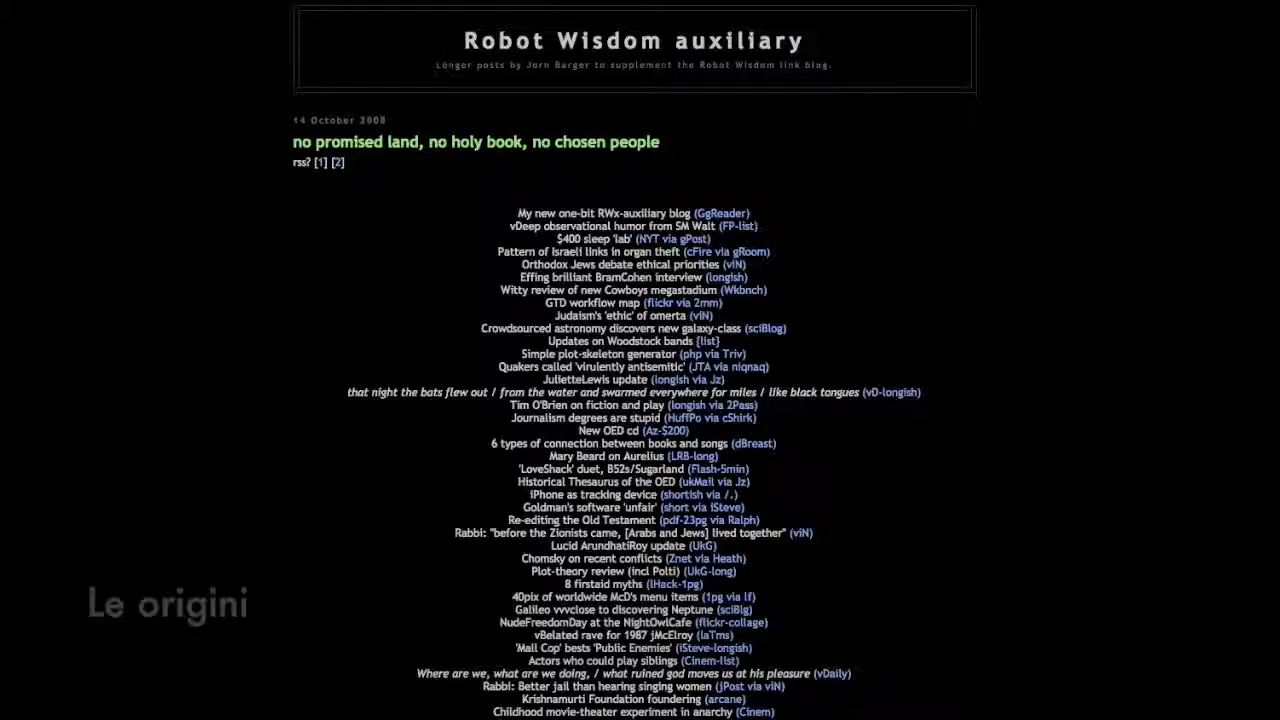 Robot Wisdom auxiliary
Longer posts by Jorn Barger to supplement the Robot Wisdom link blog.
14 October 2008
no promised land, no holy book, no chosen people
rss? [1] [2]
My new one-bit RWx-auxiliary blog (GgReader)
vDeep observational humor from SM Walt (FP-list)
$400 sleep 'lab' (NYT via gPost)
Pattern of Israeli links in organ theft (cFire via gRoom)
Orthodox Jews debate ethical priorities (viN)
Effing brilliant BramCohen interview (longish)
Witty review of new Cowboys megastadium (Wkbnch)
GTD workflow map (flickr via 2mm)
Judaism's 'ethic' of omerta (viN)
Crowdsourced astronomy discovers new galaxy-class (sciBlog)
Updates on Woodstock bands {list}
Simple plot-skeleton generator (php via Triv)
Quakers called 'virulently antisemitic' (JTA via niqnaq)
JulietteLewis update (longish via Jz)
that night the bats flew out / from the water and swarmed everywhere for miles / like black tongues (vD-longish)
Tim O'Brien on fiction and play (longish via 2Pass)
Journalism degrees are stupid (HuffPo via cShirk)
New OED cd (Az-$200)
6 types of connection between books and songs (dBreast)
Mary Beard on Aurelius (LRB-long)
'LoveShack' duet, B52s/Sugarland (Flash-5min)
Historical Thesaurus of the OED (ukMail via Jz)
iPhone as tracking device (shortish via /.)
Goldman's software 'unfair' (short via iSteve)
Re-editing the Old Testament (pdf-23pg via Ralph)
Rabbi: "before the Zionists came, [Arabs and Jews] lived together" (viN)
Lucid ArundhatiRoy update (UkG)
Chomsky on recent conflicts (Znet via Heath)
Plot-theory review (incl Polti) (UkG-long)
8 firstaid myths (lHack-1pg)
40pix of worldwide McD's menu items (1pg via lf)
Le origini
Galileo vvvclose to discovering Neptune (sciBlg)
NudeFreedomDay at the NightOwlCafe (flickr-collage)
vBelated rave for 1987 jMcElroy (laTms)
'Mall Cop' bests 'Public Enemies' (iSteve-longish)
Actors who could play siblings (Cinem-list)
Where are we, what are we doing, / what ruined god moves us at his pleasure (vDaily)
Rabbi: Better jail than hearing singing women (jPost via viN)
Krishnamurti Foundation foundering (arcane)
Childhood movie-theater experiment in anarchy (Cinem)